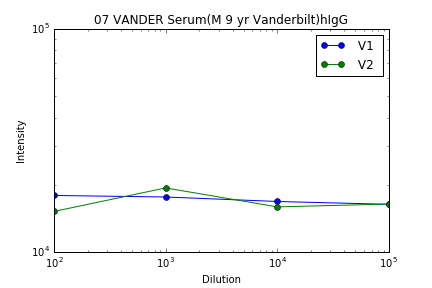 07 VANDER Serum(M 9 yr Vanderbilt)hIgG
10^5
V1
V2
Intensity
10^4
10^2 10^3 10^4 10^5
Dilution